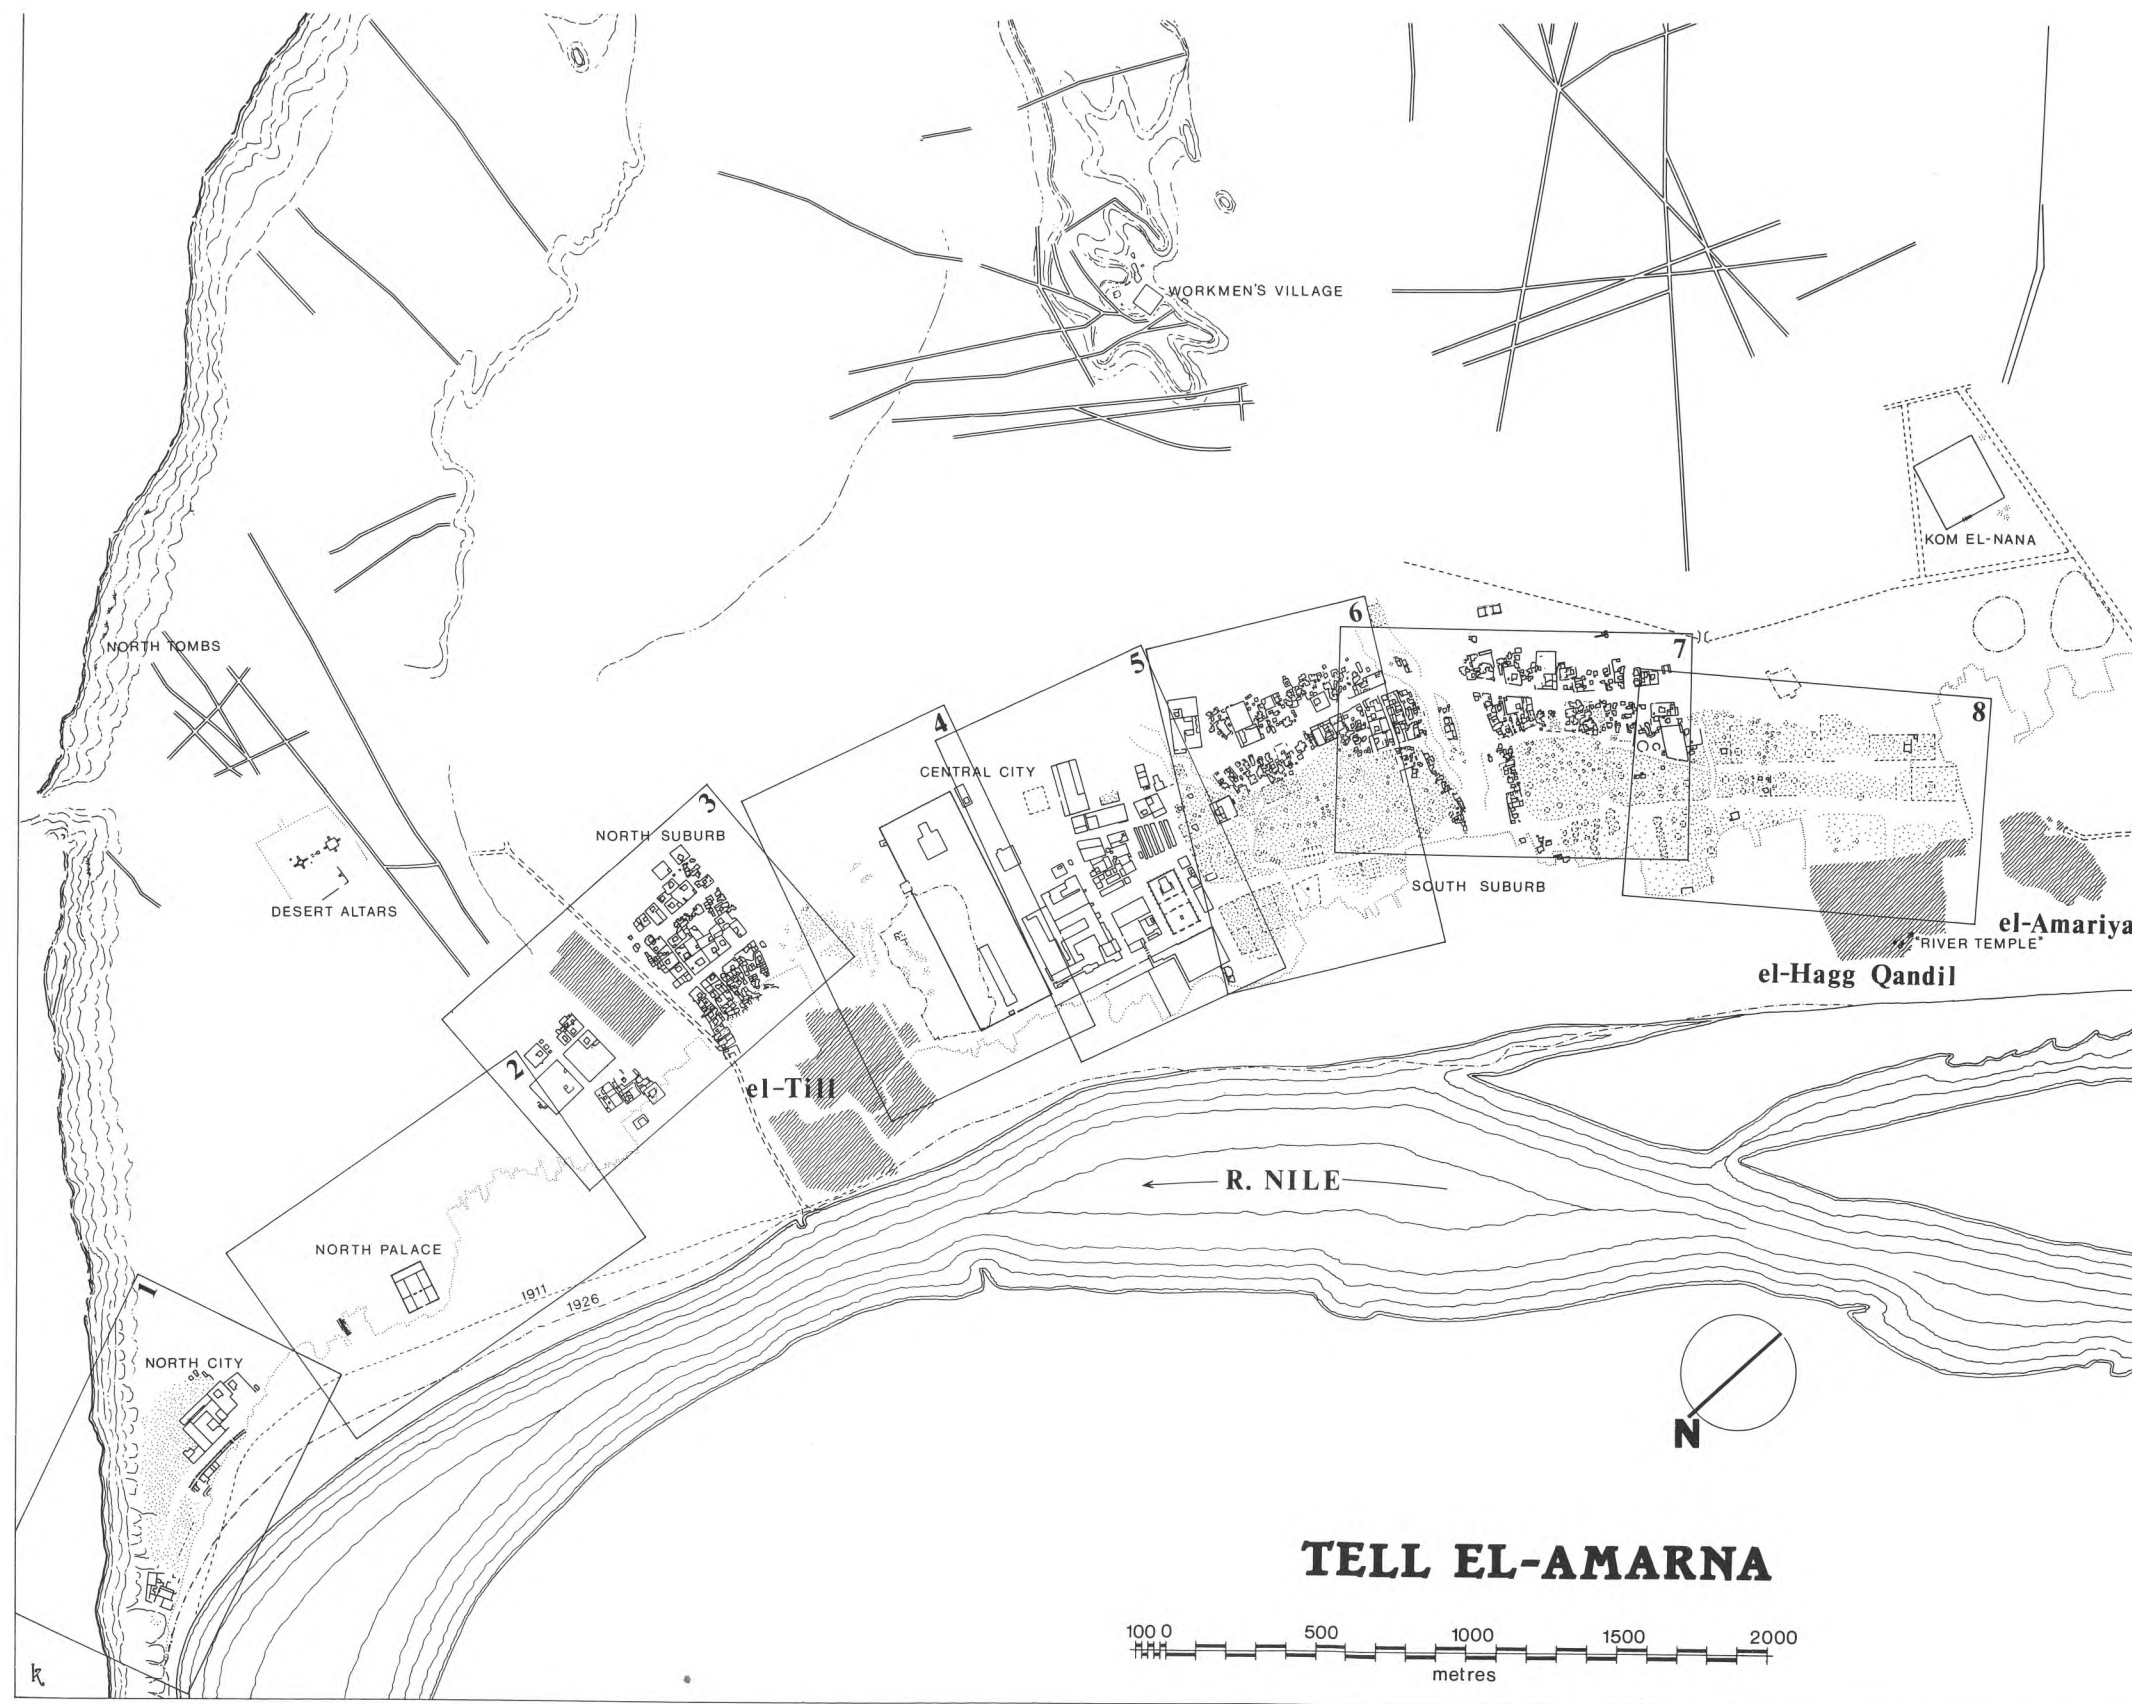 WORKMEN'S VILLAGE
KOM EL-NANA
NORTH TOMBS
6
7
5
8
4
CENTRAL CITY
3
NORTH SUBURB
SOUTH SUBURB
DESERT ALTARS
el-Amariya
"RIVER TEMPLE"
el-Hagg Qandil
2
el-Till
R. NILE
NORTH PALACE
1
1911
1926
NORTH CITY
N
TELL EL-AMARNA
100 0 500 1000 1500 2000
metres
k